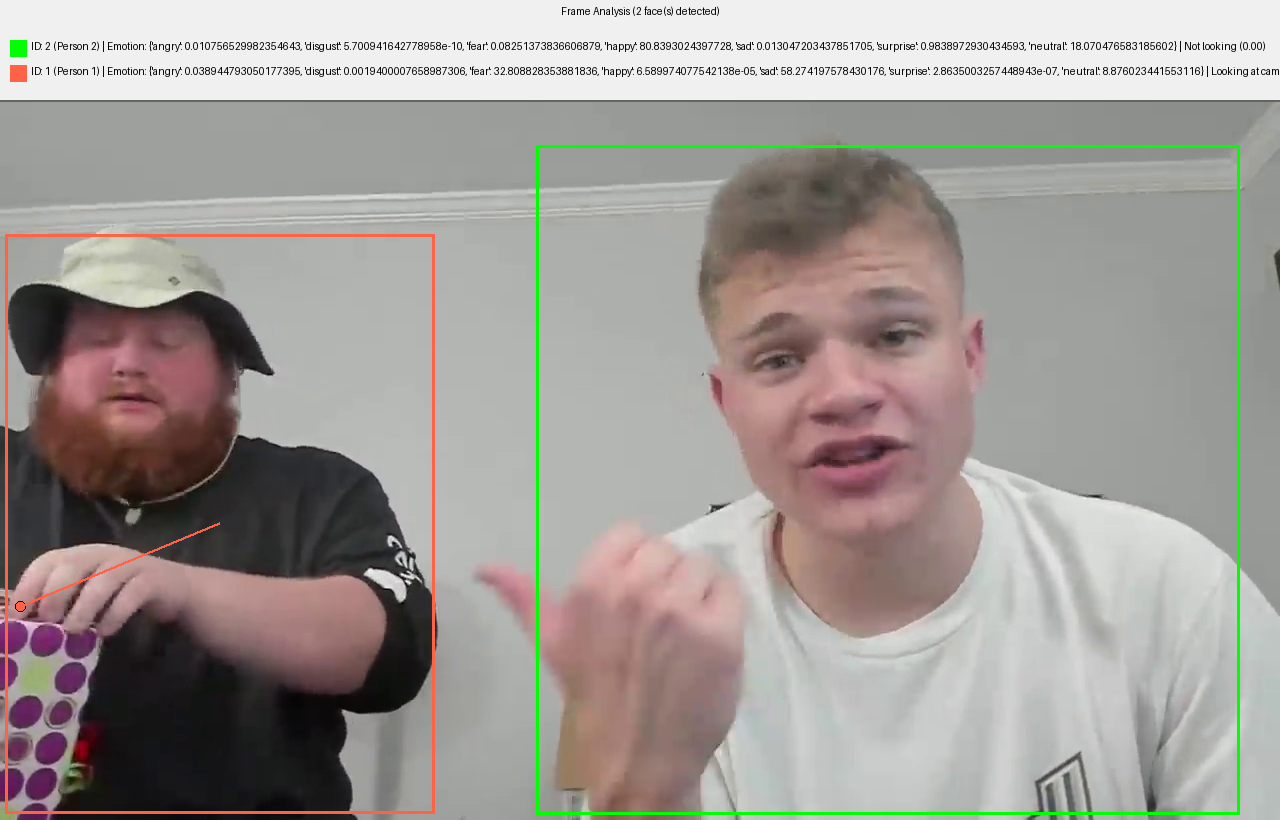 Frame Analysis (2 face(s) detected)
ID: 2 (Person 2) | Emotion: {'angry': 0.010756529982354643, 'disgust': 5.700941642778958e-10, 'fear': 0.08251373836606879, 'happy': 80.8393024397728, 'sad': 0.013047203437851705, 'surprise': 0.9838972930434593, 'neutral': 18.070476583185602} | Not looking (0.00)
ID: 1 (Person 1) | Emotion: {'angry': 0.038944793050177395, 'disgust': 0.0019400007658987306, 'fear': 32.808828353881836, 'happy': 6.589974077542138e-05, 'sad': 58.274197578430176, 'surprise': 2.8635003257448943e-07, 'neutral': 8.876023441553116} | Looking at cam